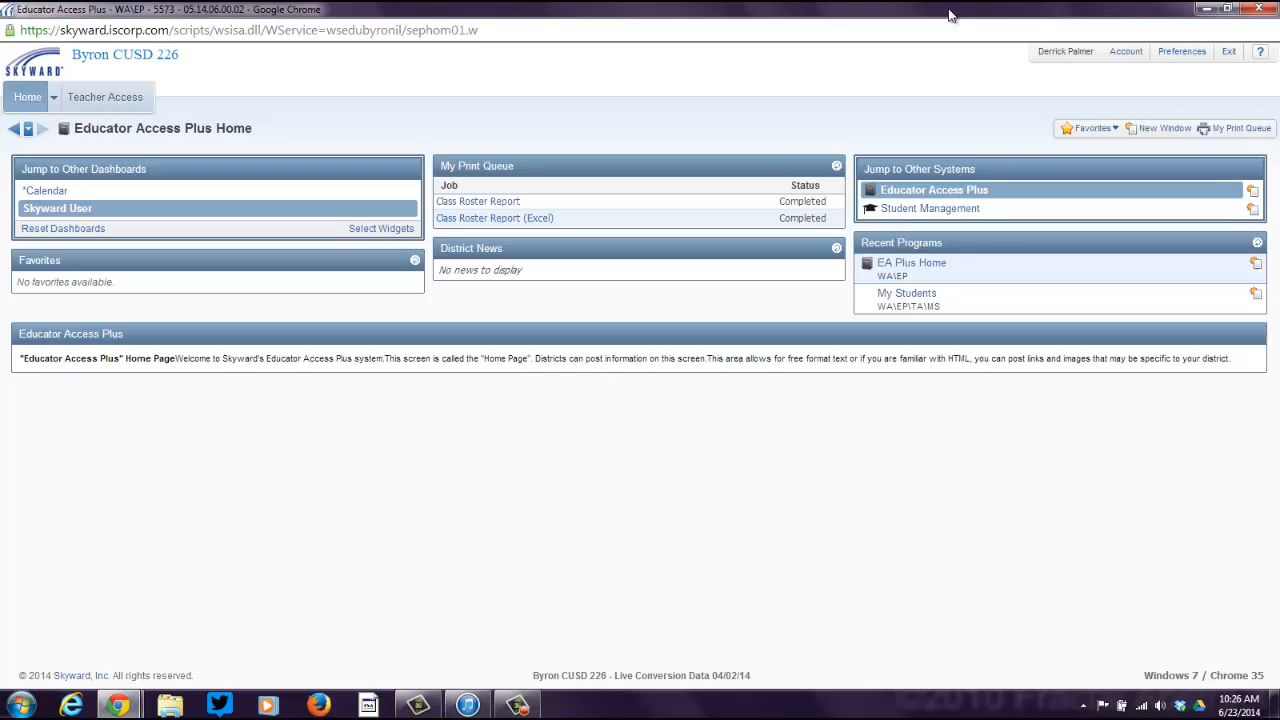 Educator Access Plus - WA\EP - 5573 - 05.14.06.00.02 - Google Chrome
https://skyward.iscorp.com/scripts/wsisa.dll/WService=wsedubyronil/sephom01.w
SKYWARD
Byron CUSD 226
Derrick Palmer Account Preferences Exit ?
Home Teacher Access
Educator Access Plus Home
Favorites New Window My Print Queue
Jump to Other Dashboards
*Calendar
Skyward User
Reset Dashboards Select Widgets
Favorites
No favorites available.
My Print Queue
Job Status
Class Roster Report Completed
Class Roster Report (Excel) Completed
District News
No news to display
Jump to Other Systems
Educator Access Plus
Student Management
Recent Programs
EA Plus Home
WA\EP
My Students
WA\EP\TA\MS
Educator Access Plus
"Educator Access Plus" Home PageWelcome to Skyward's Educator Access Plus system.This screen is called the "Home Page". Districts can post information on this screen.This area allows for free format text or if you are familiar with HTML, you can post links and images that may be specific to your district.
© 2014 Skyward, Inc. All rights reserved.
Byron CUSD 226 - Live Conversion Data 04/02/14
Windows 7 / Chrome 35
10:26 AM
6/23/2014